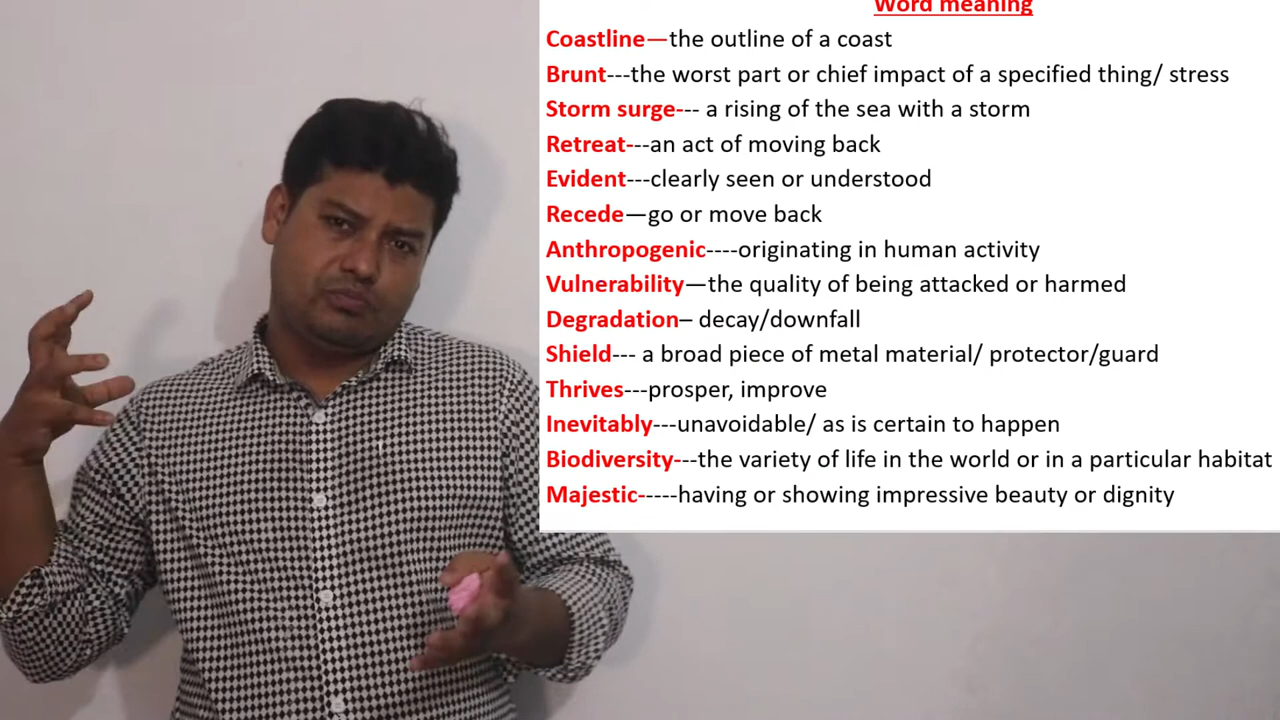 Word meaning
Coastline—the outline of a coast
Brunt---the worst part or chief impact of a specified thing/ stress
Storm surge--- a rising of the sea with a storm
Retreat---an act of moving back
Evident---clearly seen or understood
Recede—go or move back
Anthropogenic----originating in human activity
Vulnerability—the quality of being attacked or harmed
Degradation– decay/downfall
Shield--- a broad piece of metal material/ protector/guard
Thrives---prosper, improve
Inevitably---unavoidable/ as is certain to happen
Biodiversity---the variety of life in the world or in a particular habitat
Majestic-----having or showing impressive beauty or dignity